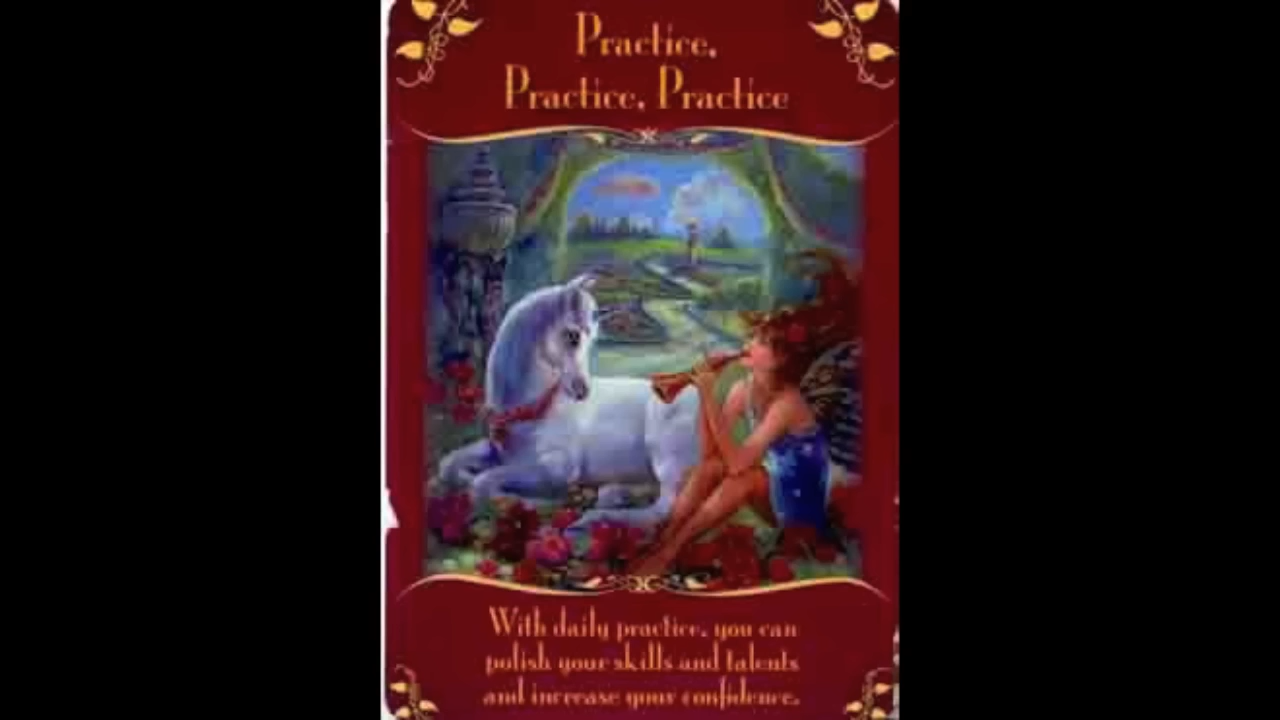 Practice,
Practice, Practice
With daily practice, you can
polish your skills and talents
and increase your confidence.